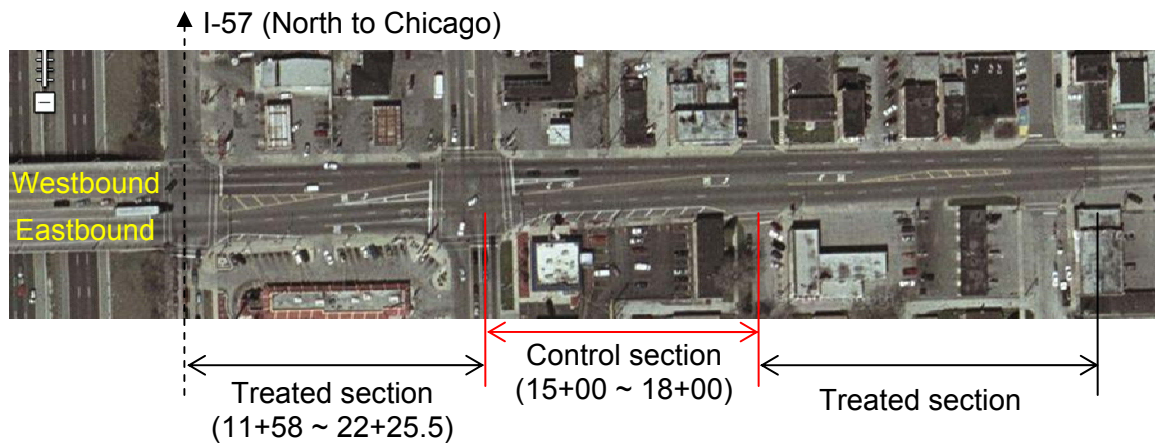 I-57 (North to Chicago)
Westbound
Eastbound
Treated section
(11+58 ~ 22+25.5)
Control section
(15+00 ~ 18+00)
Treated section